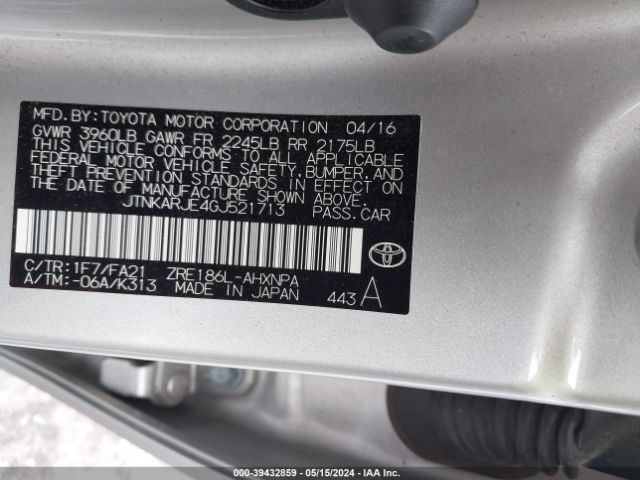 MFD. BY: TOYOTA MOTOR CORPORATION 04/16
GVWR 3960LB GAWR FR 2245LB RR 2175LB
THIS VEHICLE CONFORMS TO ALL APPLICABLE
FEDERAL MOTOR VEHICLE SAFETY, BUMPER, AND
THEFT PREVENTION STANDARDS IN EFFECT ON
THE DATE OF MANUFACTURE SHOWN ABOVE.
JTNKARJE4GJ521713 PASS.CAR
C/TR: 1F7/FA21 ZRE186L-AHXNPA
A/TM: -06A/K313 MADE IN JAPAN 443 A
000-39432859 - 05/15/2024 - IAA Inc.